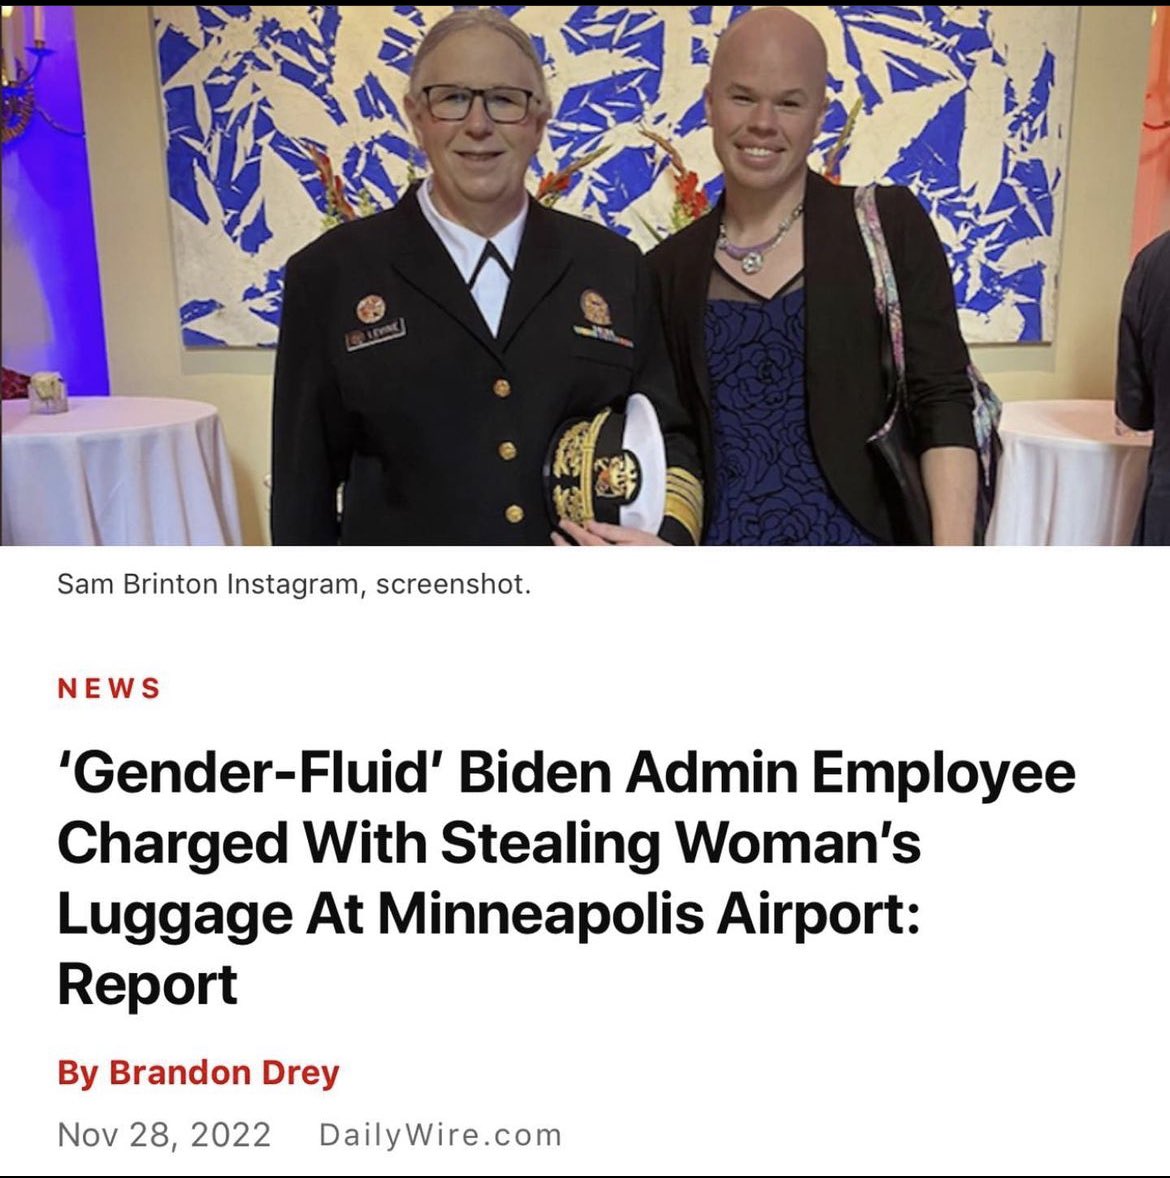 LEVINE
Sam Brinton Instagram, screenshot.
NEWS
‘Gender-Fluid’ Biden Admin Employee
Charged With Stealing Woman’s
Luggage At Minneapolis Airport:
Report
By Brandon Drey
Nov 28, 2022 DailyWire.com